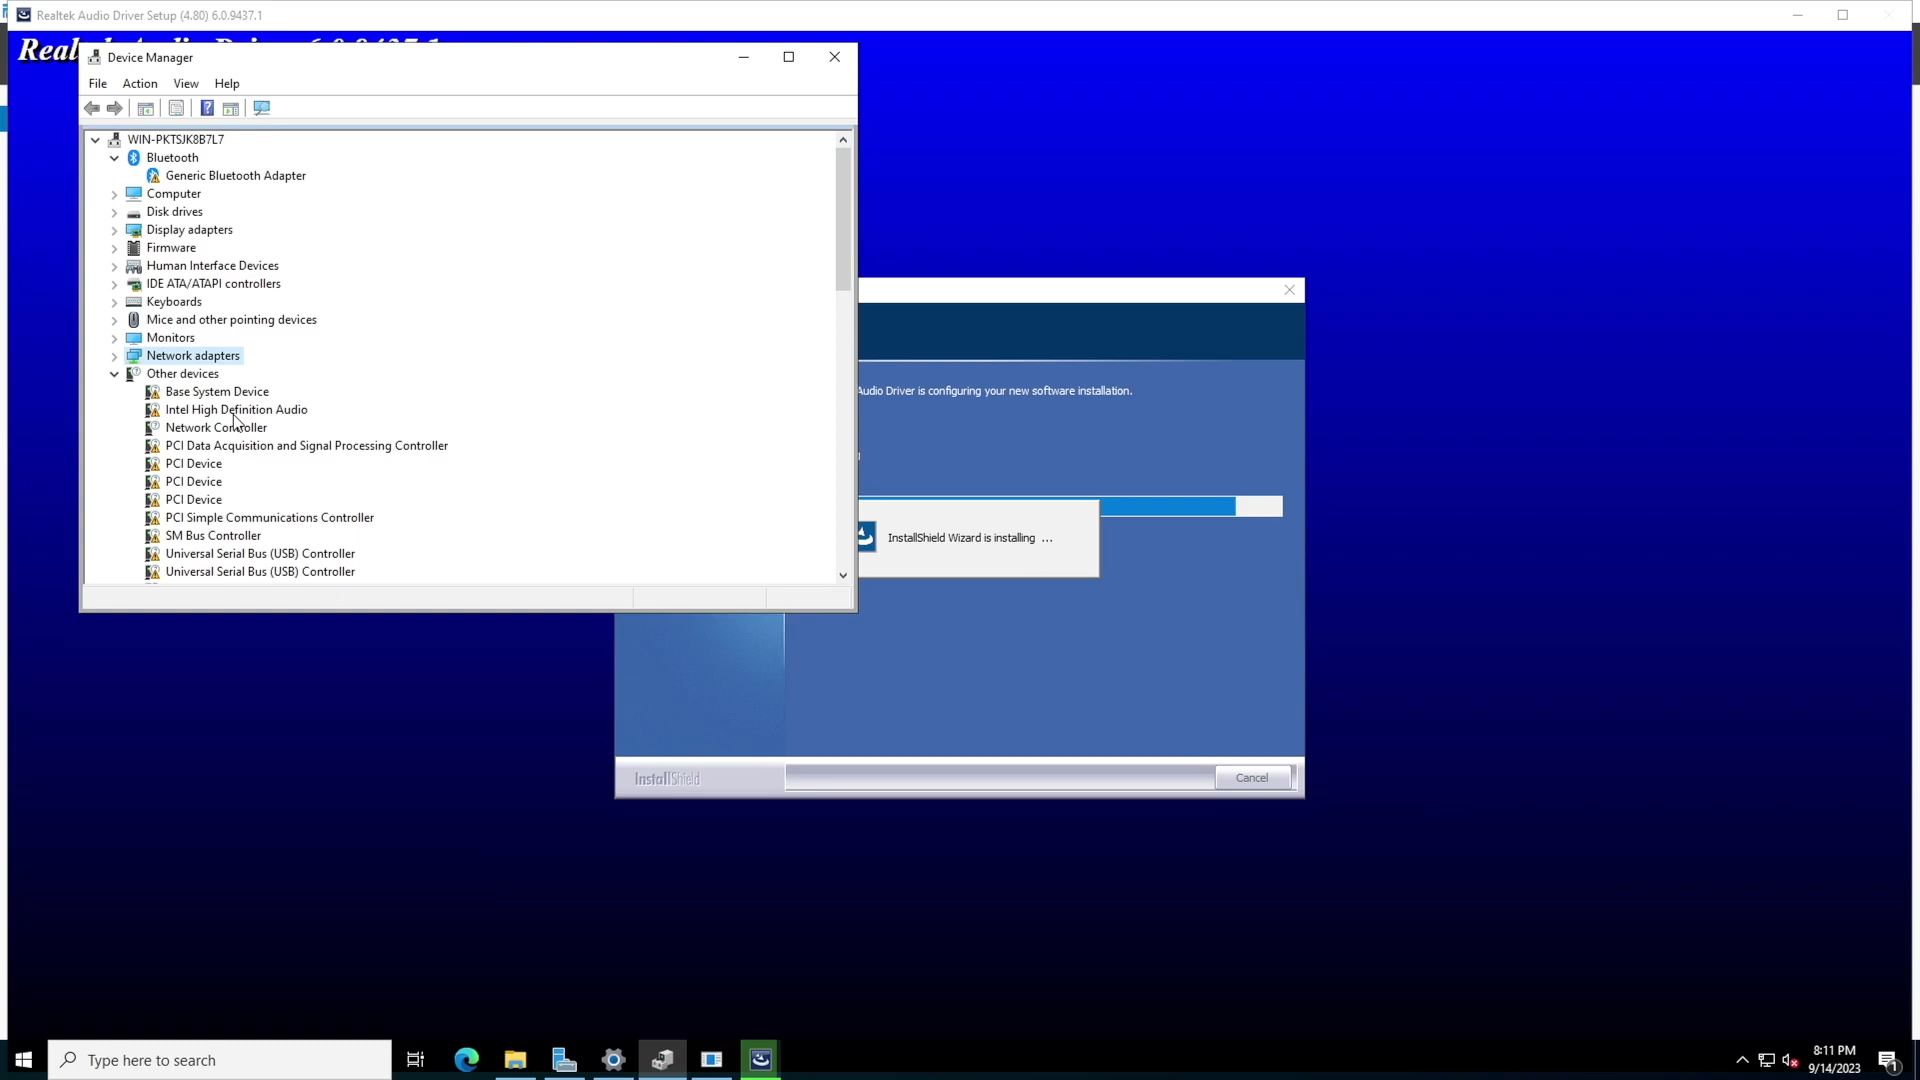 Realtek Audio Driver Setup (4.80) 6.0.9437.1
Device Manager
File Action View Help
WIN-PKTSJK8B7L7
Bluetooth
Generic Bluetooth Adapter
Computer
Disk drives
Display adapters
Firmware
Human Interface Devices
IDE ATA/ATAPI controllers
Keyboards
Mice and other pointing devices
Monitors
Network adapters
Other devices
Base System Device
Intel High Definition Audio
Network Controller
PCI Data Acquisition and Signal Processing Controller
PCI Device
PCI Device
PCI Device
PCI Simple Communications Controller
SM Bus Controller
Universal Serial Bus (USB) Controller
Universal Serial Bus (USB) Controller
Audio Driver is configuring your new software installation.
InstallShield Wizard is installing ...
InstallShield
Cancel
Type here to search
8:11 PM
9/14/2023
1